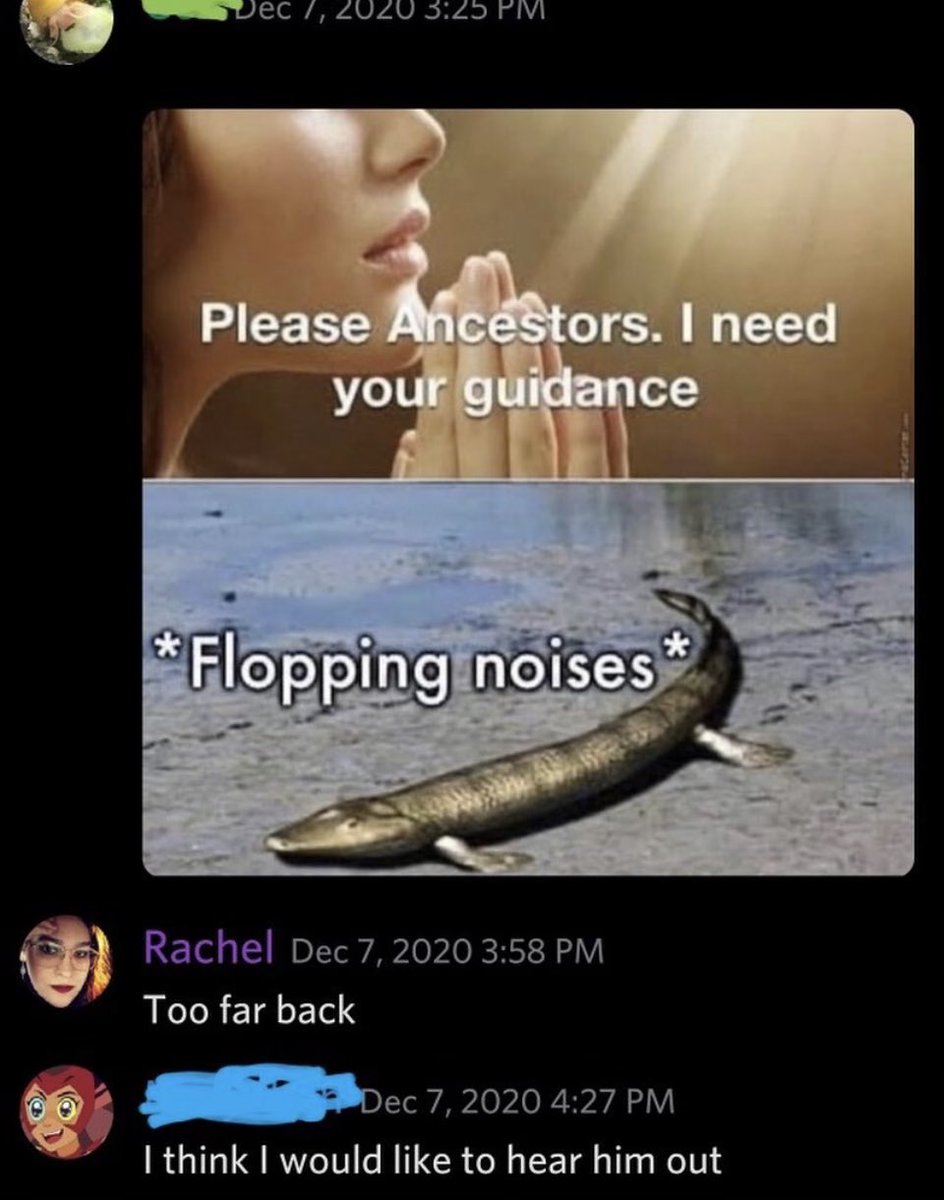 Dec 7, 2020 3:25 PM
Please Ancestors. I need
your guidance
*Flopping noises*
Rachel Dec 7, 2020 3:58 PM
Too far back
Dec 7, 2020 4:27 PM
I think I would like to hear him out